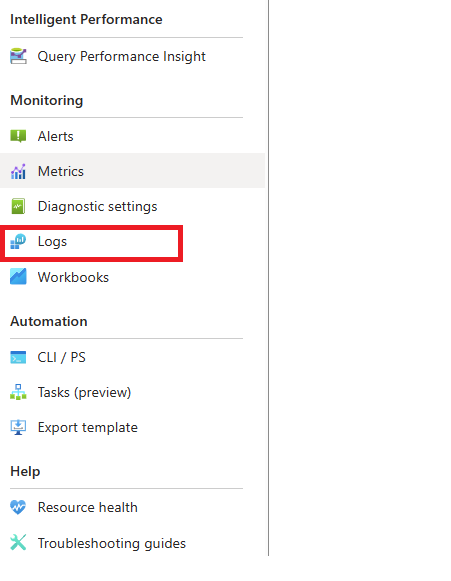 Intelligent Performance
Query Performance Insight
Monitoring
Alerts
Metrics
Diagnostic settings
Logs
Workbooks
Automation
CLI / PS
Tasks (preview)
Export template
Help
Resource health
Troubleshooting guides